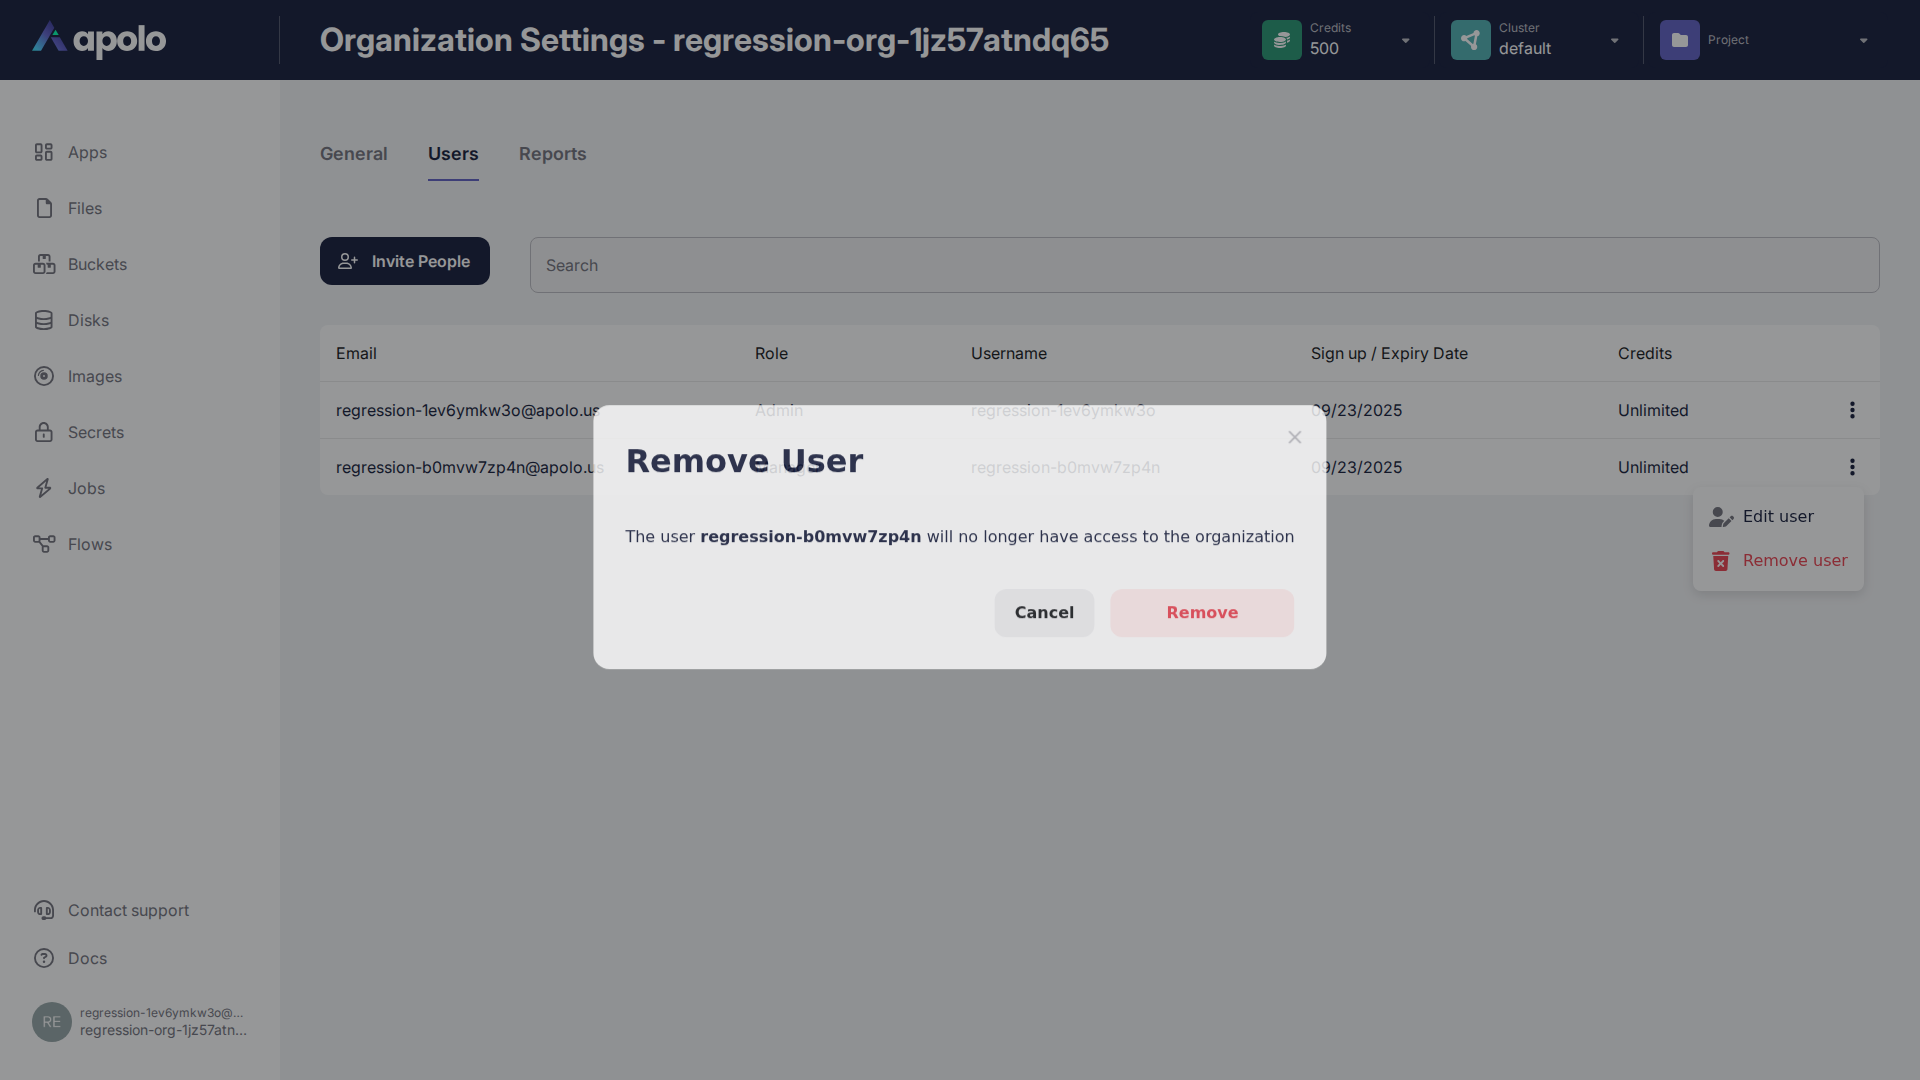 apolo
Organization Settings - regression-org-1jz57atndq65
Credits
500
Cluster
default
Project
Apps
Files
Buckets
Disks
Images
Secrets
Jobs
Flows
General Users Reports
Invite People
Search
Email Role Username Sign up / Expiry Date Credits
regression-1ev6ymkw3o@apolo.us Admin regression-1ev6ymkw3o 09/23/2025 Unlimited
regression-b0mvw7zp4n@apolo.us regression-b0mvw7zp4n 09/23/2025 Unlimited
Edit user
Remove user
Remove User
The user regression-b0mvw7zp4n will no longer have access to the organization
Cancel Remove
Contact support
Docs
RE
regression-1ev6ymkw3o@...
regression-org-1jz57atn...